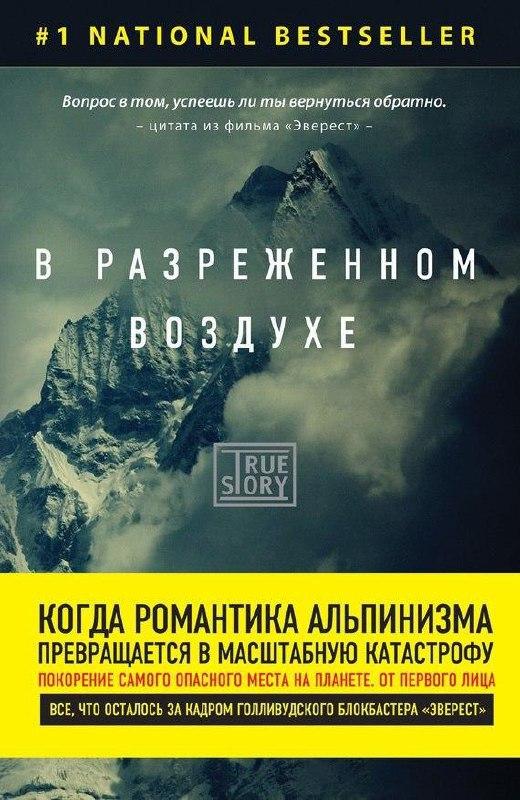 #1 NATIONAL BESTSELLER
Вопрос в том, успеешь ли ты вернуться обратно.
– цитата из фильма «Эверест» –
В РАЗРЕЖЕННОМ
ВОЗДУХЕ
TRUE
STORY
КОГДА РОМАНТИКА АЛЬПИНИЗМА
ПРЕВРАЩАЕТСЯ В МАСШТАБНУЮ КАТАСТРОФУ
ПОКОРЕНИЕ САМОГО ОПАСНОГО МЕСТА НА ПЛАНЕТЕ. ОТ ПЕРВОГО ЛИЦА
ВСЕ, ЧТО ОСТАЛОСЬ ЗА КАДРОМ ГОЛЛИВУДСКОГО БЛОКБАСТЕРА «ЭВЕРЕСТ»